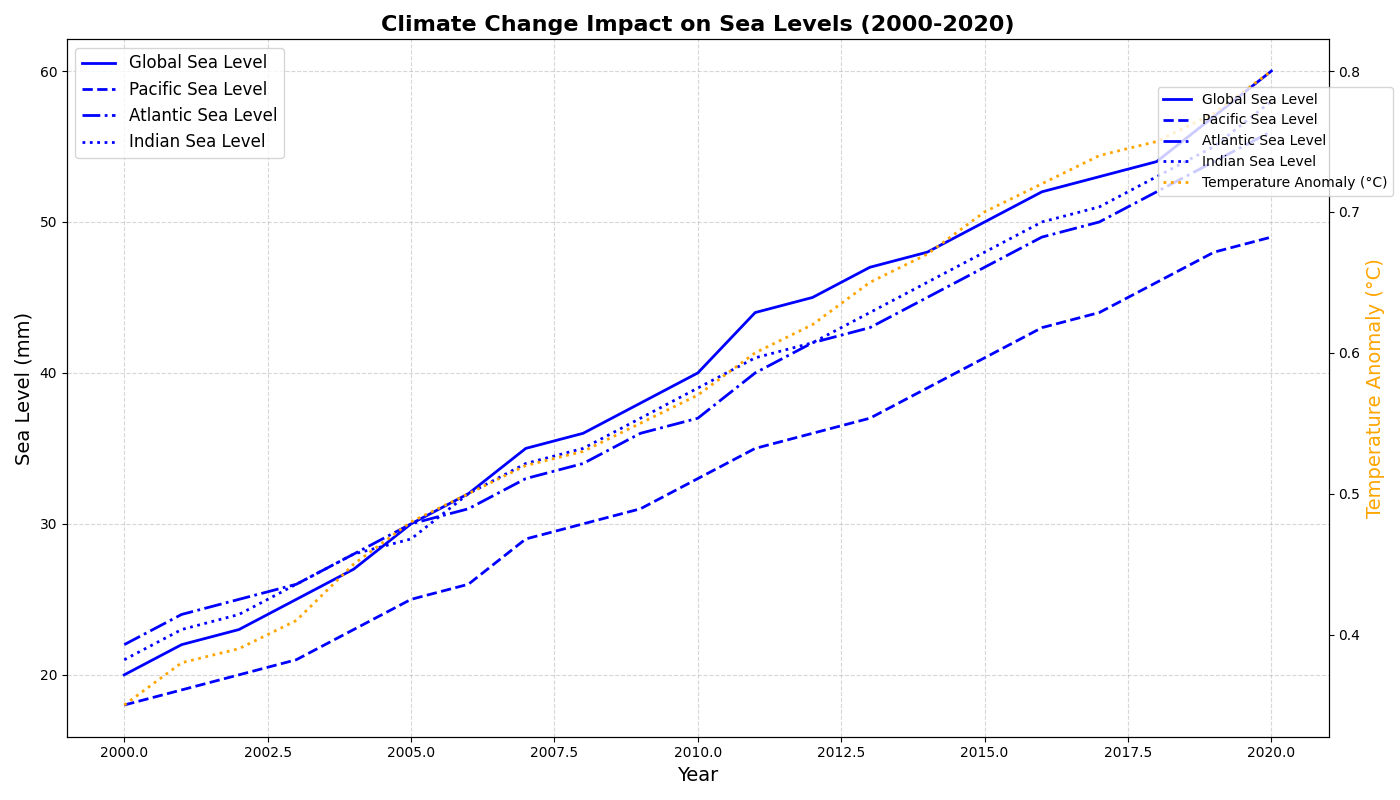 Climate Change Impact on Sea Levels (2000-2020)
Global Sea Level
Pacific Sea Level
Atlantic Sea Level
Indian Sea Level
Global Sea Level
Pacific Sea Level
Atlantic Sea Level
Indian Sea Level
Temperature Anomaly (°C)
Sea Level (mm)
60
50
40
30
20
0.8
0.7
0.6
0.5
0.4
Temperature Anomaly (°C)
2000.0 2002.5 2005.0 2007.5 2010.0 2012.5 2015.0 2017.5 2020.0
Year